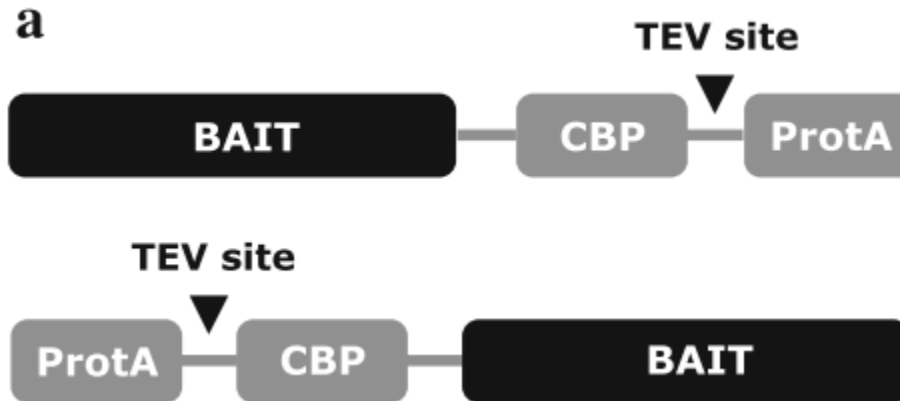 a
TEV site
BAIT CBP ProtA
TEV site
ProtA CBP BAIT